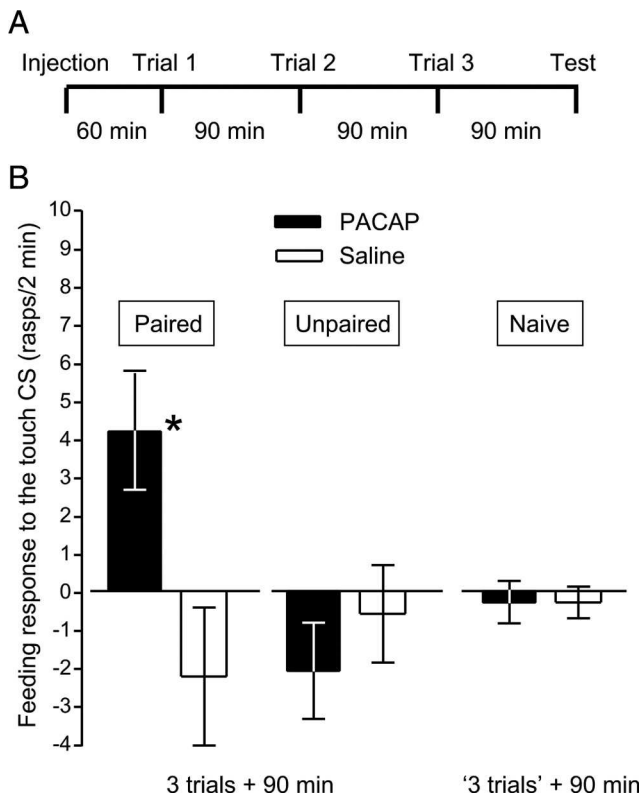 A
Injection Trial 1 Trial 2 Trial 3 Test
60 min 90 min 90 min 90 min
B
Feeding response to the touch CS (rasps/2 min)
10
9
8
7
6
5
4
3
2
1
0
-1
-2
-3
-4
PACAP
Saline
Paired Unpaired Naive
*
3 trials + 90 min '3 trials' + 90 min